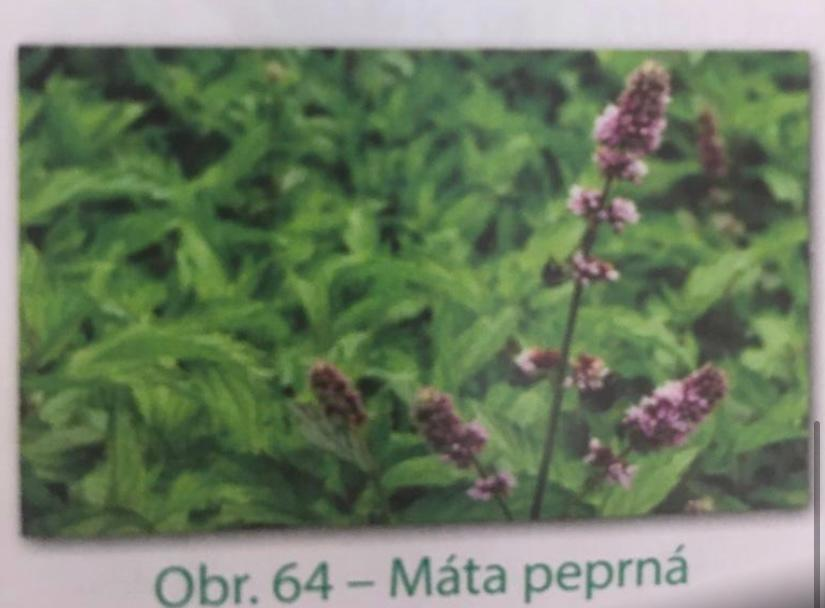 Obr. 64 – Máta peprná